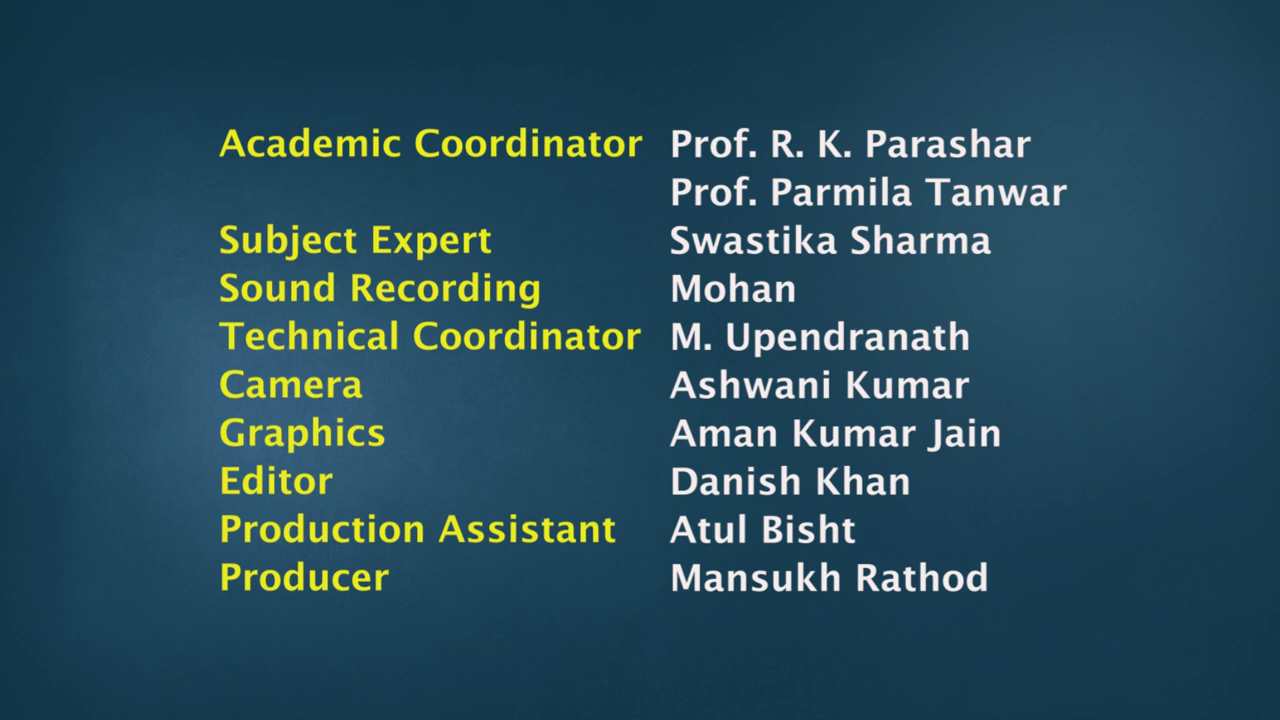 Academic Coordinator Prof. R. K. Parashar
Prof. Parmila Tanwar
Subject Expert Swastika Sharma
Sound Recording Mohan
Technical Coordinator M. Upendranath
Camera Ashwani Kumar
Graphics Aman Kumar Jain
Editor Danish Khan
Production Assistant Atul Bisht
Producer Mansukh Rathod